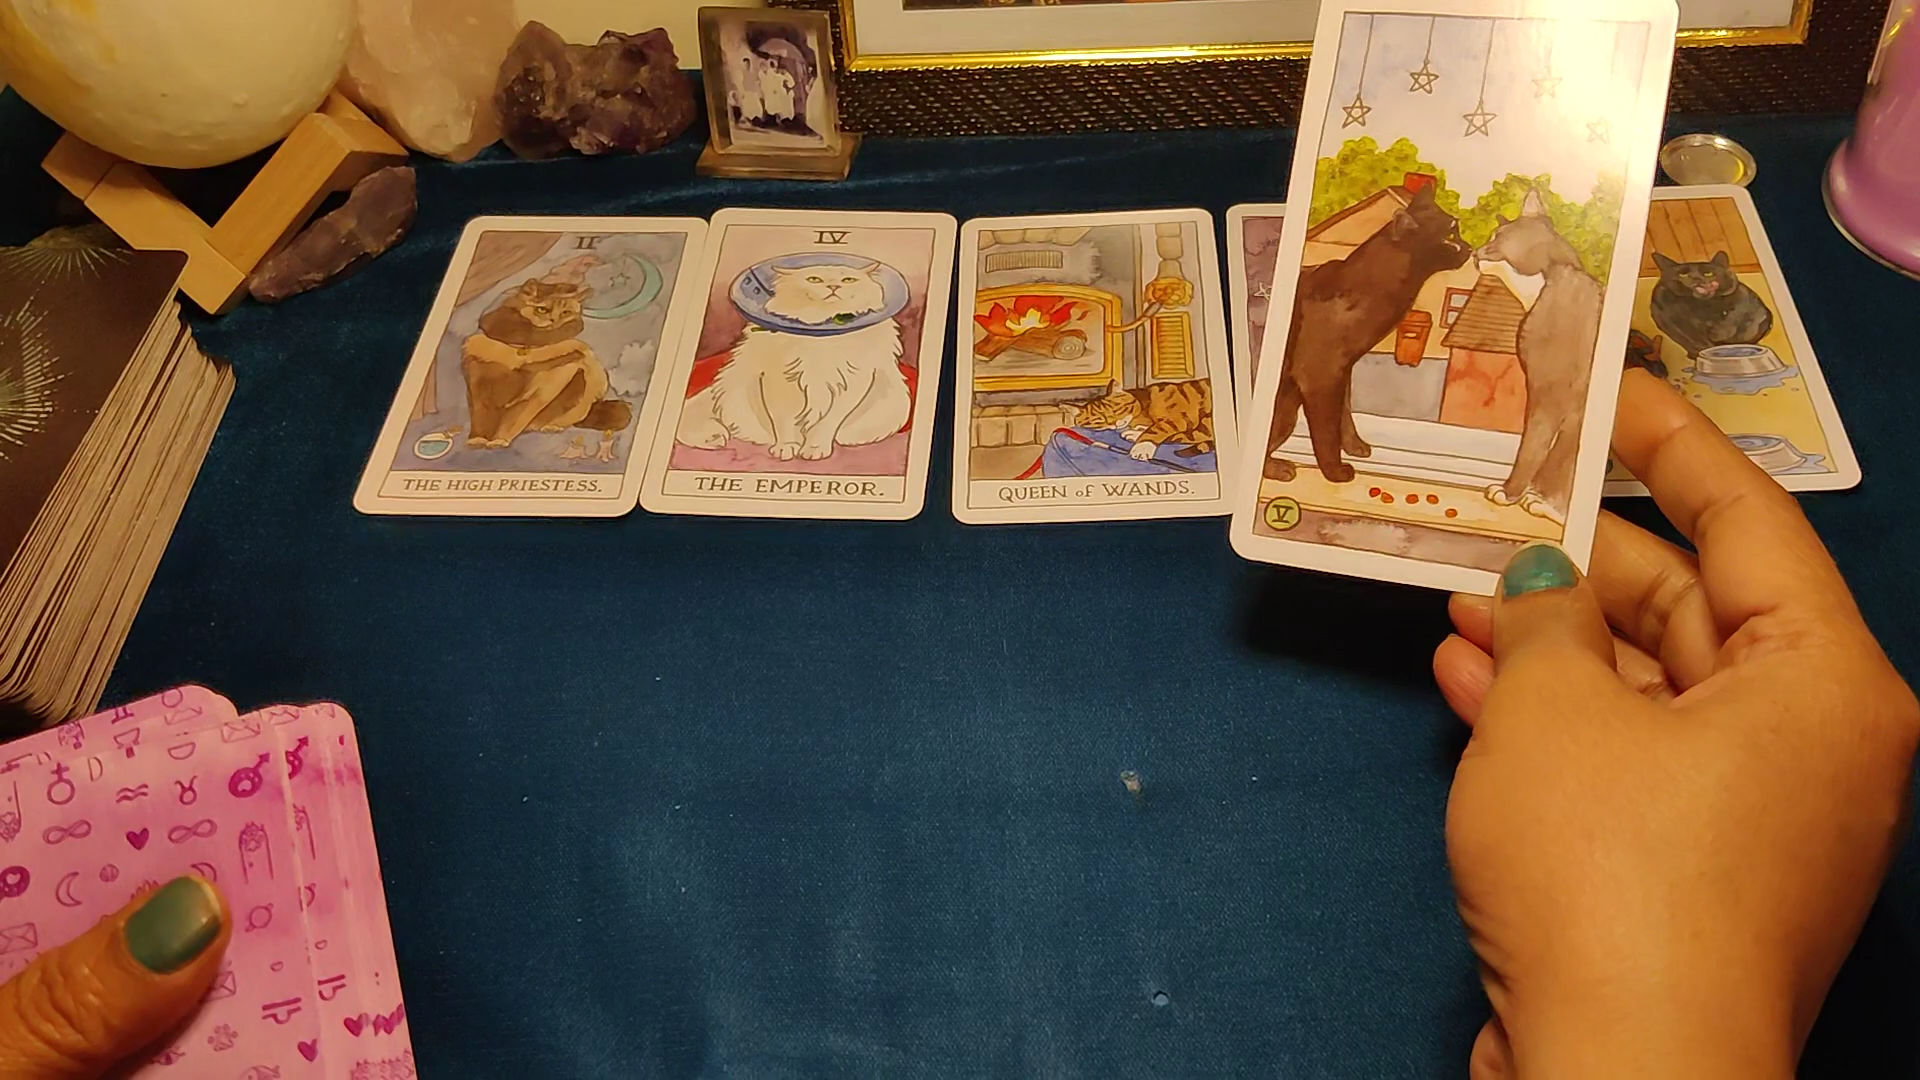 II
THE HIGH PRIESTESS.
IV
THE EMPEROR.
QUEEN of WANDS.
V